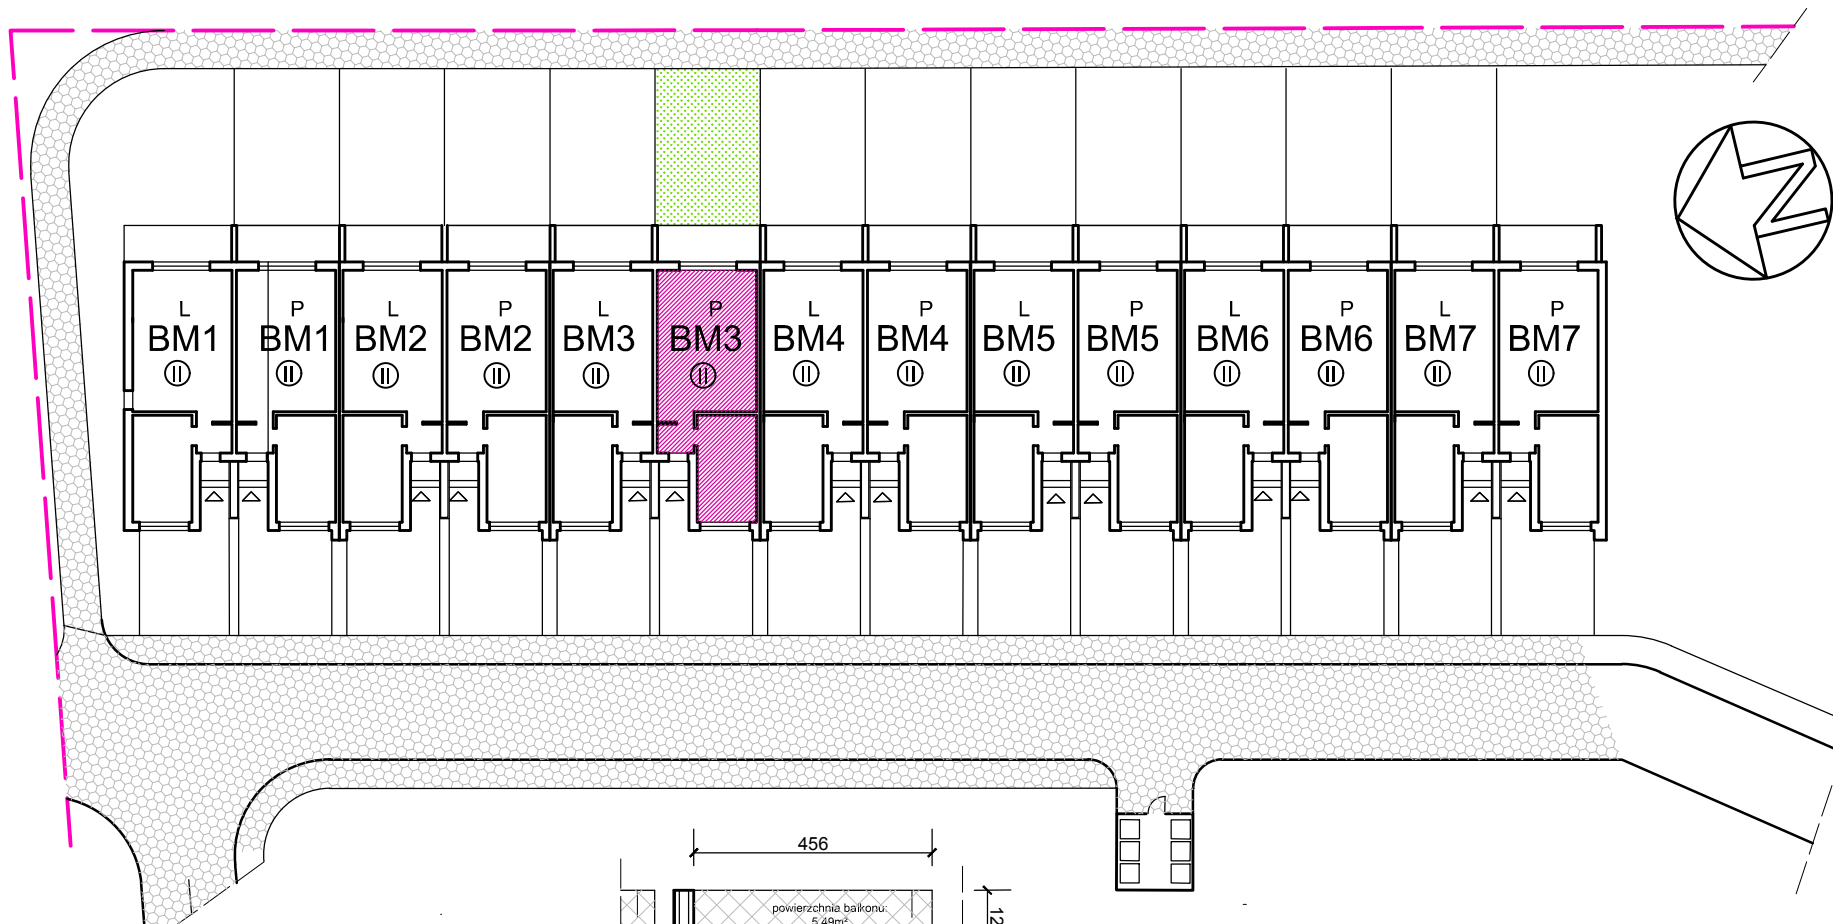 N
L P L P L P L P L P L P L P
BM1 BM1 BM2 BM2 BM3 BM3 BM4 BM4 BM5 BM5 BM6 BM6 BM7 BM7
II II II II II II II II II II II II II II
456
powierzchnia balkonu:
5,49m²
12